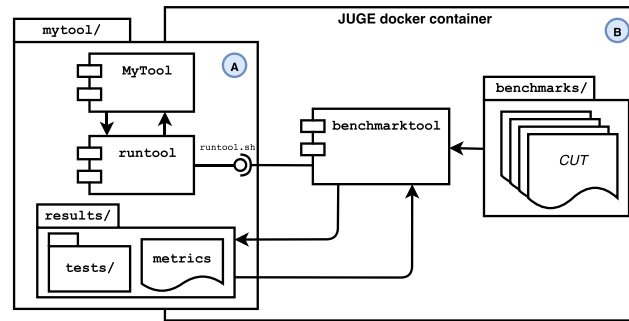 JUGE docker container
mytool/
B
A
MyTool
benchmarks/
runtool.sh
benchmarktool
runtool
CUT
results/
metrics
tests/